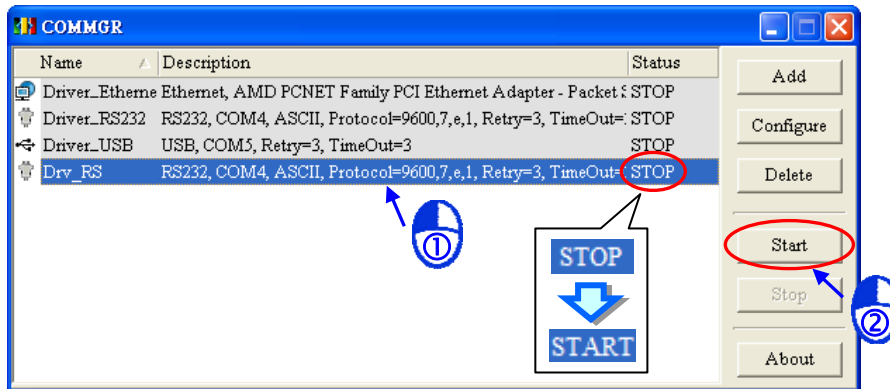 COMMGR
Name Description Status
Driver_Etherne Ethernet, AMD PCNET Family PCI Ethernet Adapter - Packet STOP
Driver_RS232 RS232, COM4, ASCII, Protocol=9600,7,e,1, Retry=3, TimeOut= STOP
Driver_USB USB, COM5, Retry=3, TimeOut=3 STOP
Drv_RS RS232, COM4, ASCII, Protocol=9600,7,e,1, Retry=3, TimeOut= STOP
Add
Configure
Delete
Start
Stop
About
①
②
STOP
START